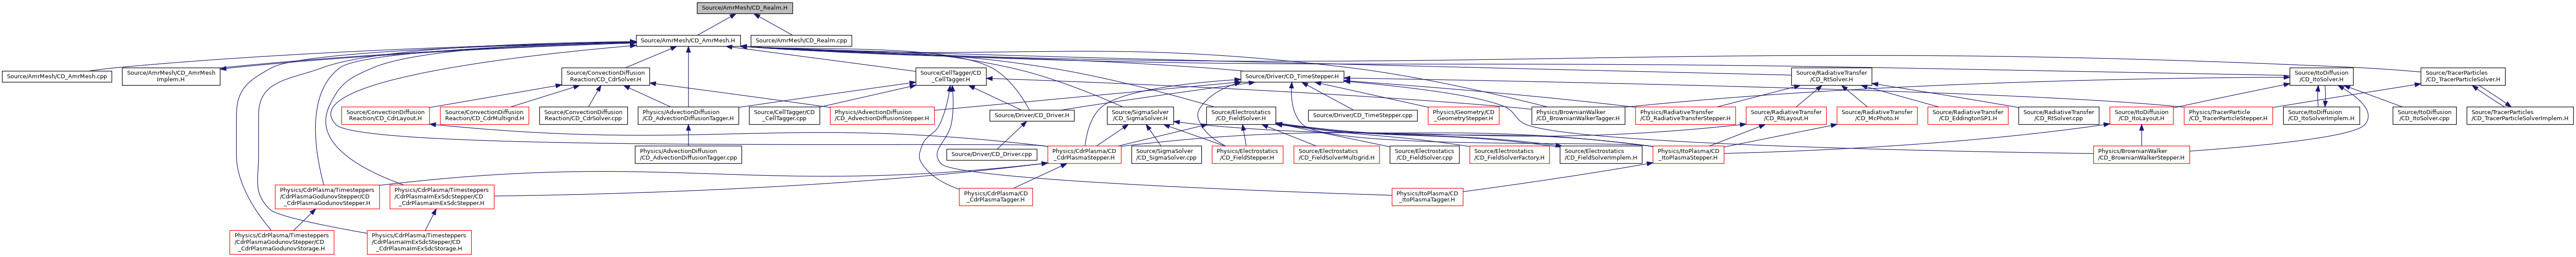 Source/AmrMesh/CD_Realm.H
Source/AmrMesh/CD_AmrMesh.H
Source/AmrMesh/CD_Realm.cpp
Source/AmrMesh/CD_AmrMesh.cpp
Source/AmrMesh/CD_AmrMesh
Implem.H
Source/ConvectionDiffusion
Reaction/CD_CdrSolver.H
Source/CellTagger/CD
_CellTagger.H
Source/Driver/CD_TimeStepper.H
Source/RadiativeTransfer
/CD_RtSolver.H
Source/ItoDiffusion
/CD_ItoSolver.H
Source/TracerParticles
/CD_TracerParticleSolver.H
Source/ConvectionDiffusion
Reaction/CD_CdrLayout.H
Source/ConvectionDiffusion
Reaction/CD_CdrMultigrid.H
Source/ConvectionDiffusion
Reaction/CD_CdrSolver.cpp
Physics/AdvectionDiffusion
/CD_AdvectionDiffusionTagger.H
Source/CellTagger/CD
_CellTagger.cpp
Physics/AdvectionDiffusion
/CD_AdvectionDiffusionStepper.H
Source/Driver/CD_Driver.H
Source/SigmaSolver
/CD_SigmaSolver.H
Source/Electrostatics
/CD_FieldSolver.H
Source/Driver/CD_TimeStepper.cpp
Physics/Geometry/CD
_GeometryStepper.H
Physics/BrownianWalker
/CD_BrownianWalkerTagger.H
Physics/RadiativeTransfer
/CD_RadiativeTransferStepper.H
Source/RadiativeTransfer
/CD_RtLayout.H
Source/RadiativeTransfer
/CD_McPhoto.H
Source/RadiativeTransfer
/CD_EddingtonSP1.H
Source/RadiativeTransfer
/CD_RtSolver.cpp
Source/ItoDiffusion
/CD_ItoLayout.H
Physics/TracerParticle
/CD_TracerParticleStepper.H
Source/ItoDiffusion
/CD_ItoSolverImplem.H
Source/ItoDiffusion
/CD_ItoSolver.cpp
Source/TracerParticles
/CD_TracerParticleSolverImplem.H
Physics/AdvectionDiffusion
/CD_AdvectionDiffusionTagger.cpp
Source/Driver/CD_Driver.cpp
Physics/CdrPlasma/CD
_CdrPlasmaStepper.H
Source/SigmaSolver
/CD_SigmaSolver.cpp
Physics/Electrostatics
/CD_FieldStepper.H
Source/Electrostatics
/CD_FieldSolverMultigrid.H
Source/Electrostatics
/CD_FieldSolver.cpp
Source/Electrostatics
/CD_FieldSolverFactory.H
Source/Electrostatics
/CD_FieldSolverImplem.H
Physics/ItoPlasma/CD
_ItoPlasmaStepper.H
Physics/BrownianWalker
/CD_BrownianWalkerStepper.H
Physics/CdrPlasma/Timesteppers
/CdrPlasmaGodunovStepper/CD
_CdrPlasmaGodunovStepper.H
Physics/CdrPlasma/Timesteppers
/CdrPlasmaImExSdcStepper/CD
_CdrPlasmaImExSdcStepper.H
Physics/CdrPlasma/CD
_CdrPlasmaTagger.H
Physics/ItoPlasma/CD
_ItoPlasmaTagger.H
Physics/CdrPlasma/Timesteppers
/CdrPlasmaGodunovStepper/CD
_CdrPlasmaGodunovStorage.H
Physics/CdrPlasma/Timesteppers
/CdrPlasmaImExSdcStepper/CD
_CdrPlasmaImExSdcStorage.H